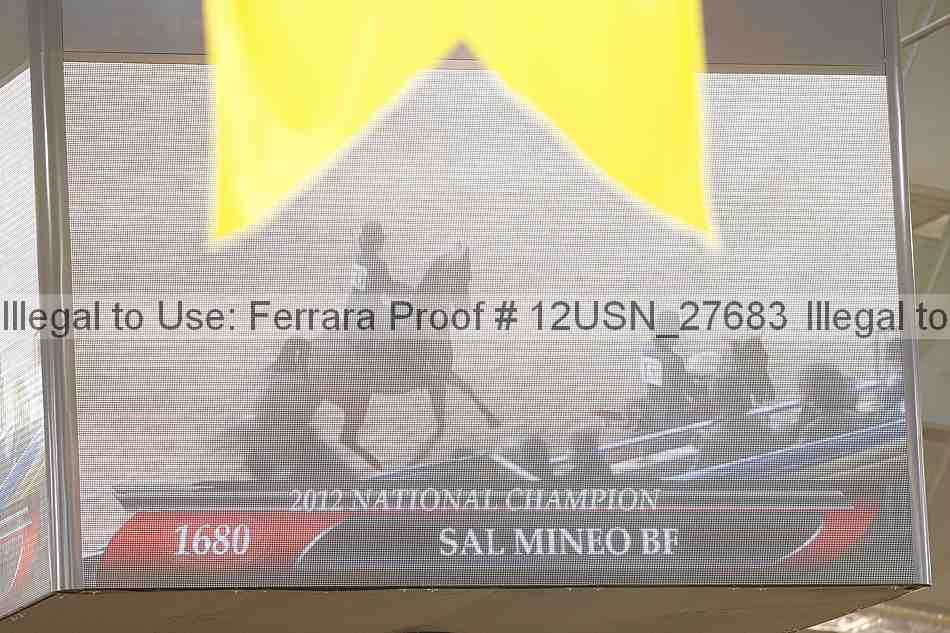 Illegal to Use: Ferrara Proof # 12USN_27683 Illegal to
2012 NATIONAL CHAMPION
1680 SAL MINEO BF